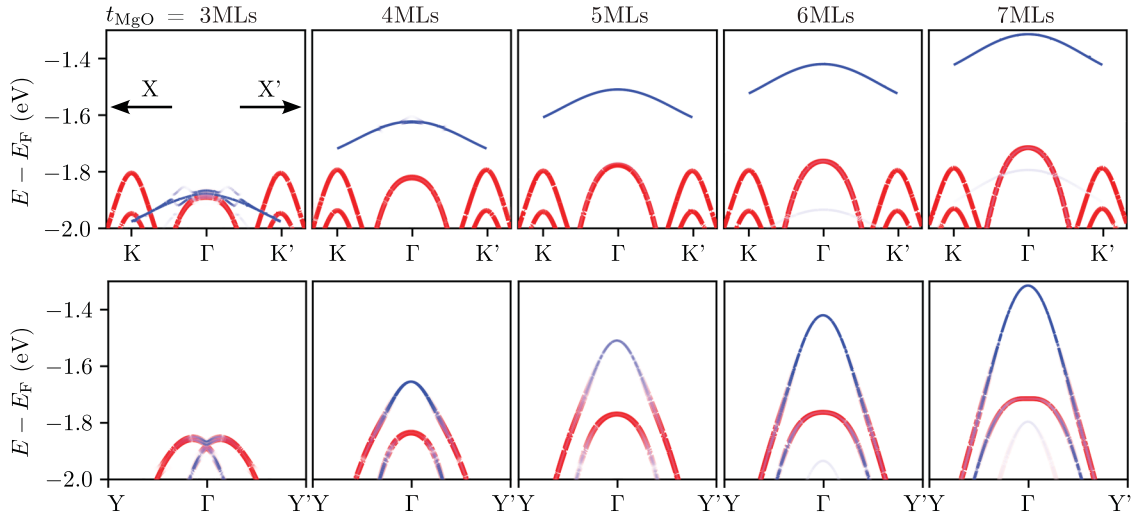 t_MgO = 3MLs 4MLs 5MLs 6MLs 7MLs
−1.4
X X'
−1.6
−1.8
−2.0
E − E_F (eV)
K Γ K' K Γ K' K Γ K' K Γ K' K Γ K'
−1.4
−1.6
−1.8
−2.0
E − E_F (eV)
Y Γ Y'Y Γ Y'Y Γ Y'Y Γ Y'Y Γ Y'